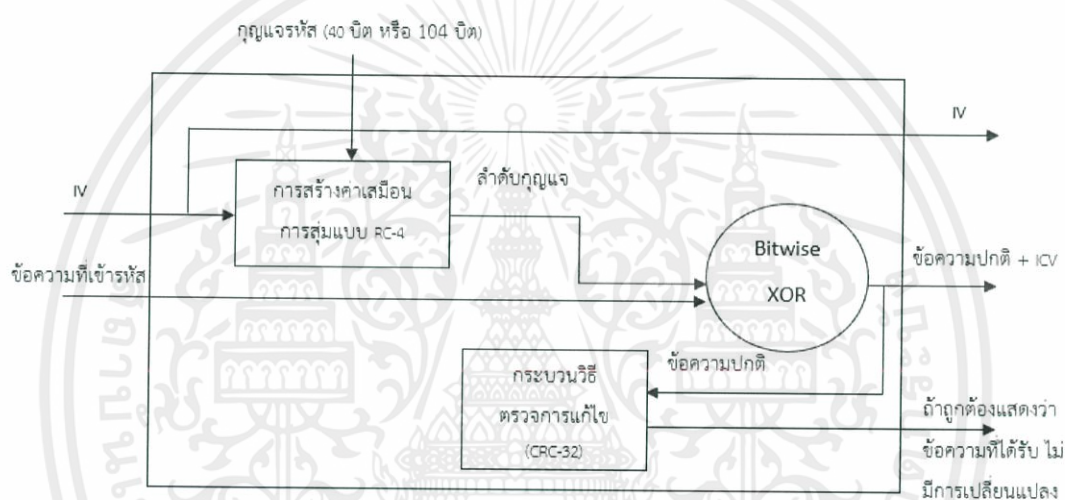 กุญแจรหัส (40 บิต หรือ 104 บิต)
IV
IV
การสร้างค่าเสมือน
การสุ่มแบบ RC-4
ลำดับกุญแจ
Bitwise
XOR
ข้อความที่เข้ารหัส
ข้อความปกติ + ICV
กระบวนวิธี
ตรวจการแก้ไข
(CRC-32)
ข้อความปกติ
ถ้าถูกต้องแสดงว่า
ข้อความที่ได้รับ ไม่
มีการเปลี่ยนแปลง